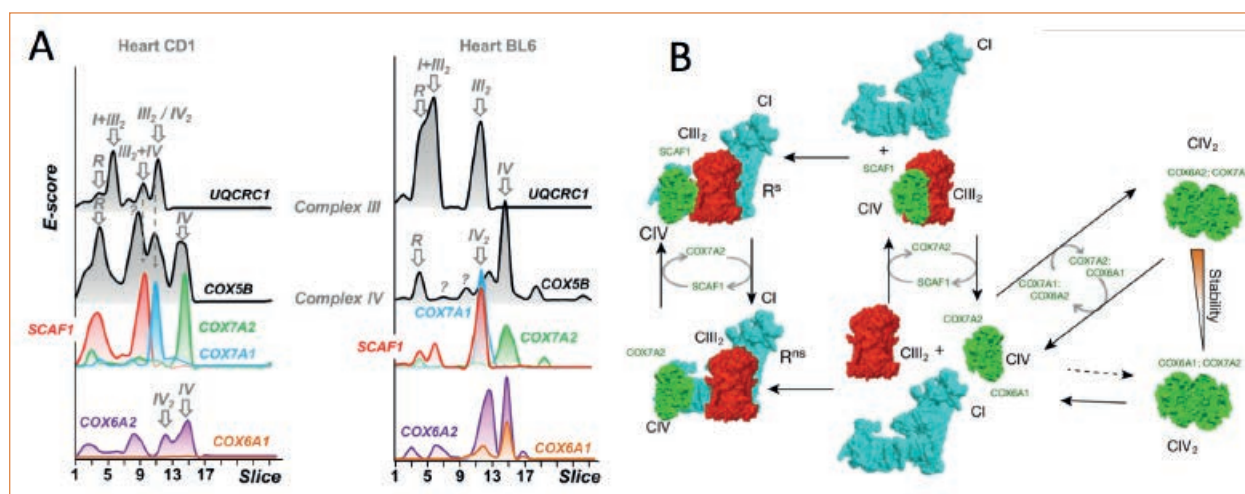 A
Heart CD1
Heart BL6
E-score
R
I+III2
III2+IV
III2 / IV2
UQCRC1
R
?
IV
COX5B
SCAF1
COX7A2
COX7A1
COX6A2
IV2
IV
COX6A1
1 5 9 13 17 Slice
Complex III
Complex IV
R
I+III2
III2
UQCRC1
R
?
?
IV2
IV
COX5B
COX7A1
SCAF1
COX7A2
COX6A2
COX6A1
1 5 9 13 17 Slice
B
CI
CI
CIII2
SCAF1
+
SCAF1
Rs
CIV
CIII2
CIV
COX7A2
SCAF1
COX7A2
SCAF1
CIV2
COX6A2; COX7A
COX7A2;
COX6A1
COX7A1;
COX6A2
Stability
CI
COX7A2
CIII2
Rns
CIV
COX7A2
CIII2 +
CIV
COX6A1
CI
COX6A1; COX7A2
CIV2